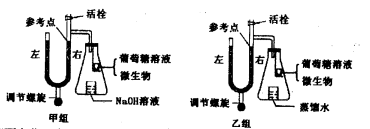 活栓
参考点
左 右
葡萄糖溶液
微生物
调节螺旋
NaOH溶液
甲组
活栓
参考点
左 右
葡萄糖溶液
微生物
调节螺旋
蒸馏水
乙组